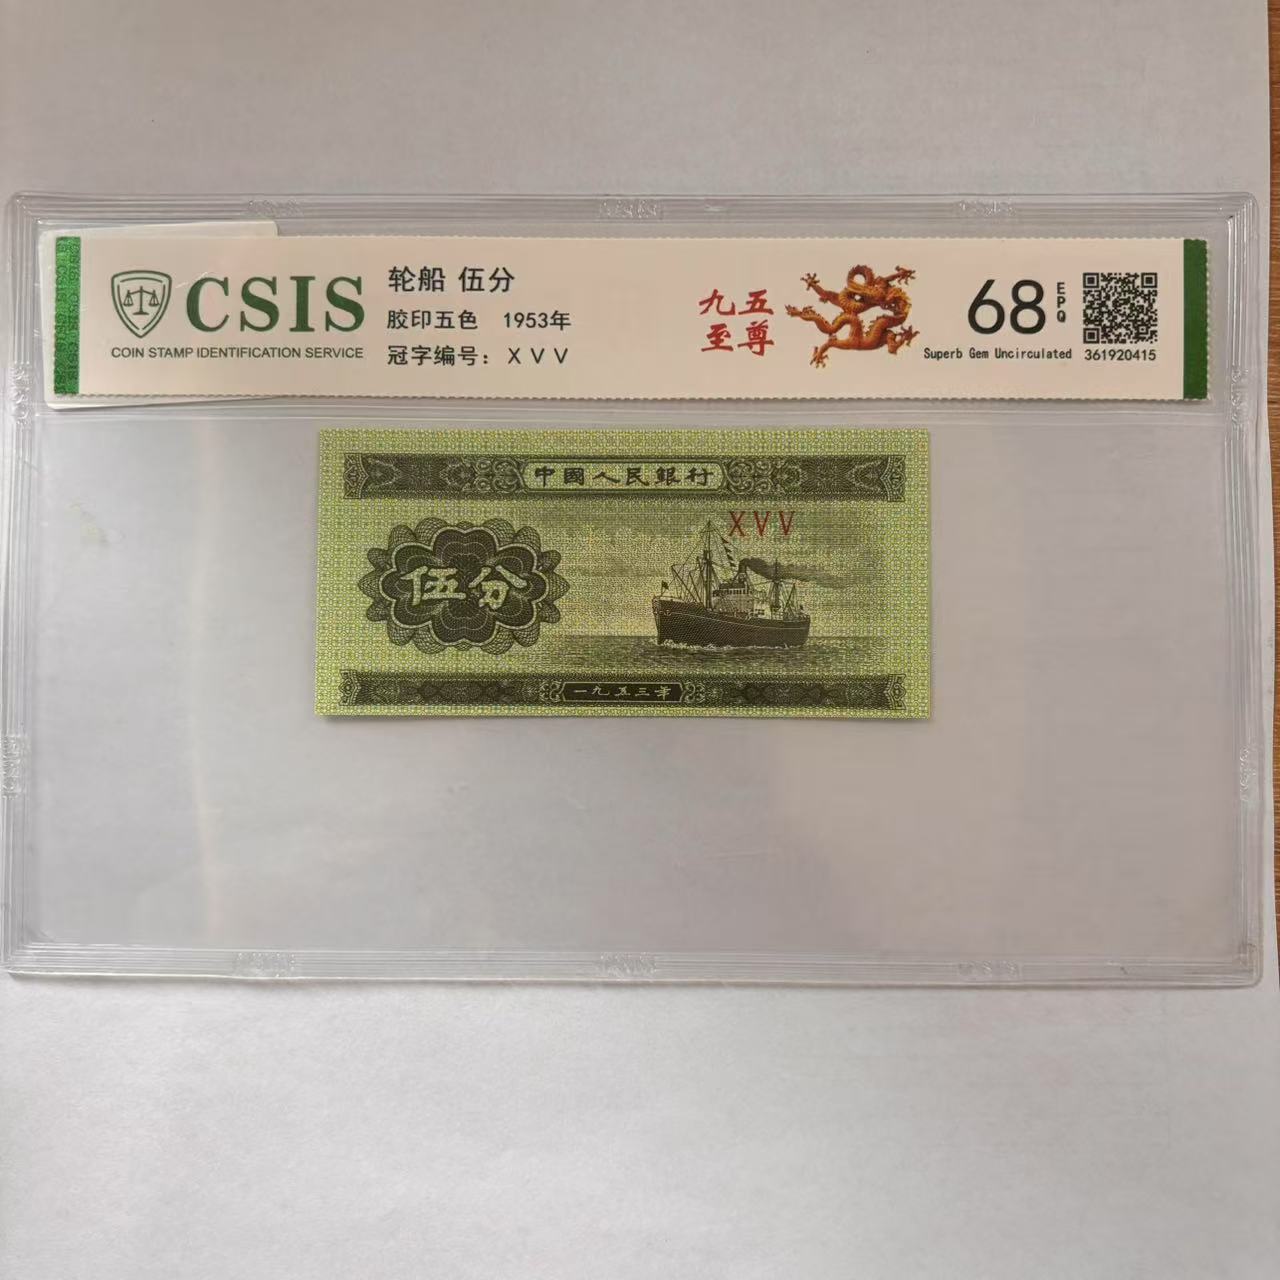 CSIS
COIN STAMP IDENTIFICATION SERVICE
轮船 伍分
胶印五色 1953年
冠字编号：X V V
九五
至尊
68
EPQ
Superb Gem Uncirculated
361920415
中國人民銀行
XVV
伍分
一九五三年